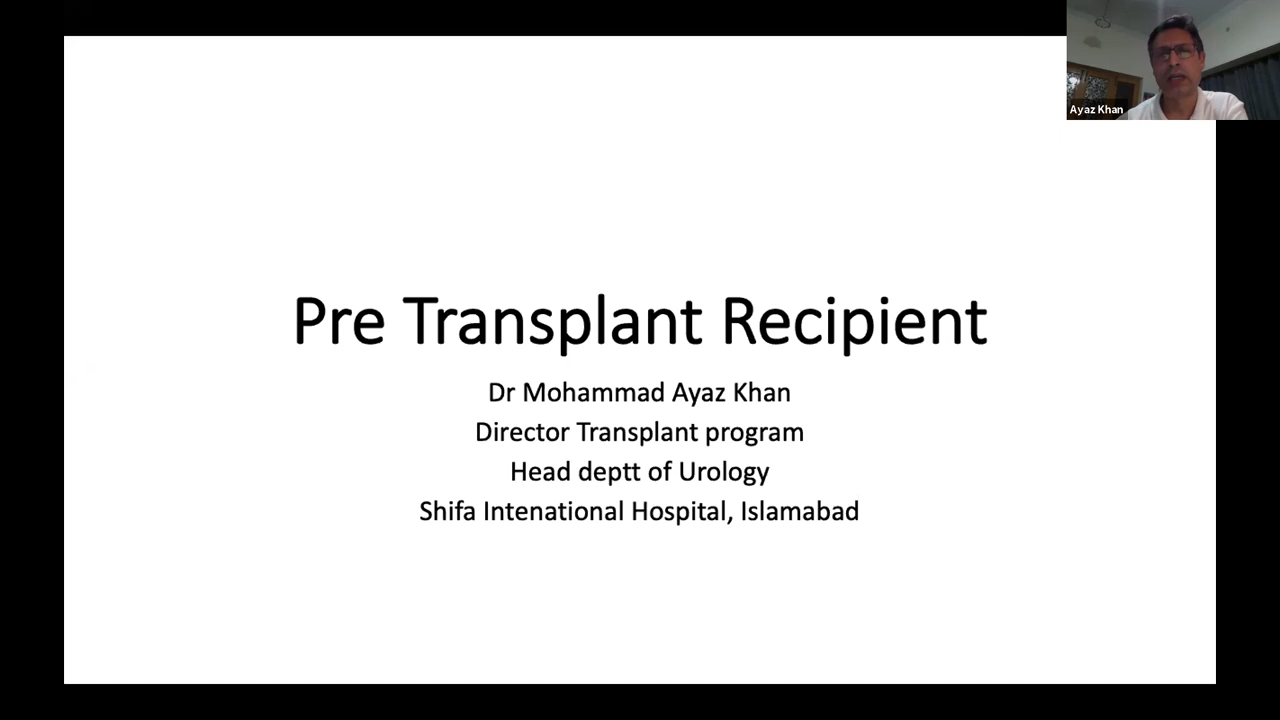 Ayaz Khan
Pre Transplant Recipient
Dr Mohammad Ayaz Khan
Director Transplant program
Head deptt of Urology
Shifa Intenational Hospital, Islamabad